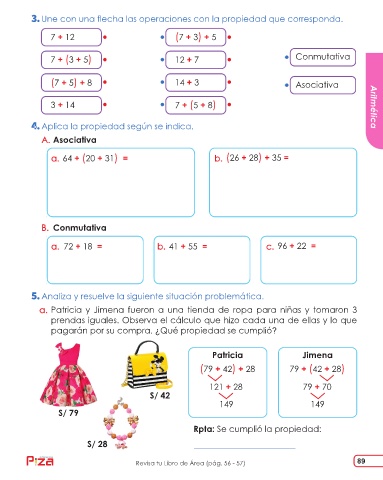 3. Une con una flecha las operaciones con la propiedad que corresponda.
7 + 12 (7 + 3) + 5
7 + (3 + 5) 12 + 7 Conmutativa
(7 + 5) + 8 14 + 3 Asociativa
3 + 14 7 + (5 + 8)
Aritmética
4. Aplica la propiedad según se indica.
A. Asociativa
a. 64 + (20 + 31) = b. (26 + 28) + 35 =
B. Conmutativa
a. 72 + 18 = b. 41 + 55 = c. 96 + 22 =
5. Analiza y resuelve la siguiente situación problemática.
a. Patricia y Jimena fueron a una tienda de ropa para niñas y tomaron 3
prendas iguales. Observa el cálculo que hizo cada una de ellas y lo que
pagarán por su compra. ¿Qué propiedad se cumplió?
Patricia Jimena
(79 + 42) + 28 79 + (42 + 28)
121 + 28 79 + 70
149 149
S/ 42
S/ 79
S/ 28
Rpta: Se cumplió la propiedad:
Revisa tu Libro de Área (pág. 56 - 57)
89